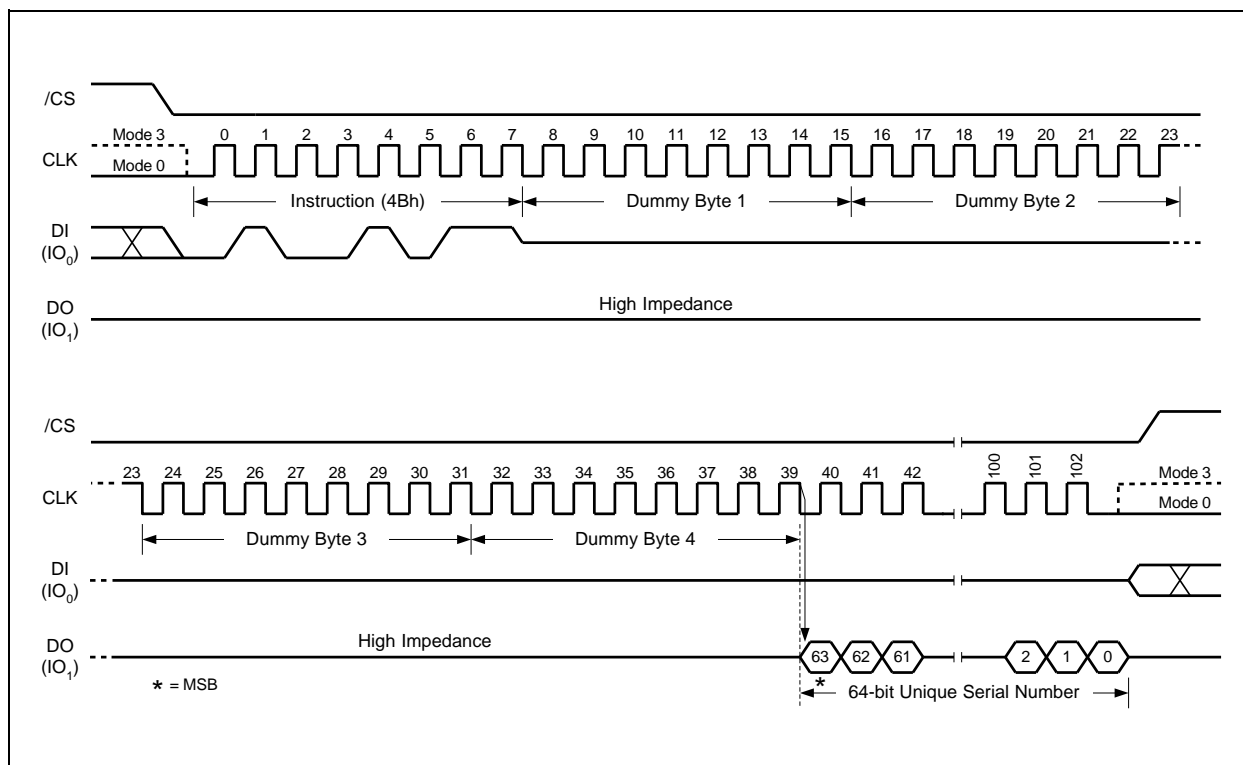 /CS
Mode 3
0 1 2 3 4 5 6 7 8 9 10 11 12 13 14 15 16 17 18 19 20 21 22 23
CLK
Mode 0
Instruction (4Bh) Dummy Byte 1 Dummy Byte 2
DI
(IO0)
DO
(IO1)
High Impedance
/CS
23 24 25 26 27 28 29 30 31 32 33 34 35 36 37 38 39 40 41 42 100 101 102
Mode 3
CLK
Mode 0
Dummy Byte 3 Dummy Byte 4
DI
(IO0)
DO
(IO1)
High Impedance
63 62 61 2 1 0
* = MSB
*
64-bit Unique Serial Number